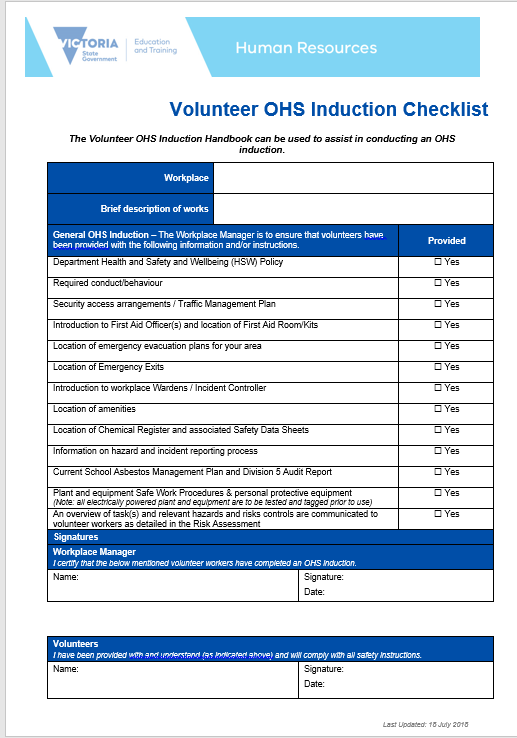 VICTORIA
State
Government
Education
and Training
Human Resources
Volunteer OHS Induction Checklist
The Volunteer OHS Induction Handbook can be used to assist in conducting an OHS
induction.
Workplace
Brief description of works
General OHS Induction – The Workplace Manager is to ensure that volunteers have
been provided with the following information and/or instructions.
Provided
Department Health and Safety and Wellbeing (HSW) Policy
☐ Yes
Required conduct/behaviour
☐ Yes
Security access arrangements / Traffic Management Plan
☐ Yes
Introduction to First Aid Officer(s) and location of First Aid Room/Kits
☐ Yes
Location of emergency evacuation plans for your area
☐ Yes
Location of Emergency Exits
☐ Yes
Introduction to workplace Wardens / Incident Controller
☐ Yes
Location of amenities
☐ Yes
Location of Chemical Register and associated Safety Data Sheets
☐ Yes
Information on hazard and incident reporting process
☐ Yes
Current School Asbestos Management Plan and Division 5 Audit Report
☐ Yes
Plant and equipment Safe Work Procedures & personal protective equipment
(Note: all electrically powered plant and equipment are to be tested and tagged prior to use)
☐ Yes
An overview of task(s) and relevant hazards and risks controls are communicated to
volunteer workers as detailed in the Risk Assessment
☐ Yes
Signatures
Workplace Manager
I certify that the below mentioned volunteer workers have completed an OHS Induction.
Name:
Signature:
Date:
Volunteers
I have been provided with and understand (as indicated above) and will comply with all safety instructions.
Name:
Signature:
Date:
Last Updated: 15 July 2016